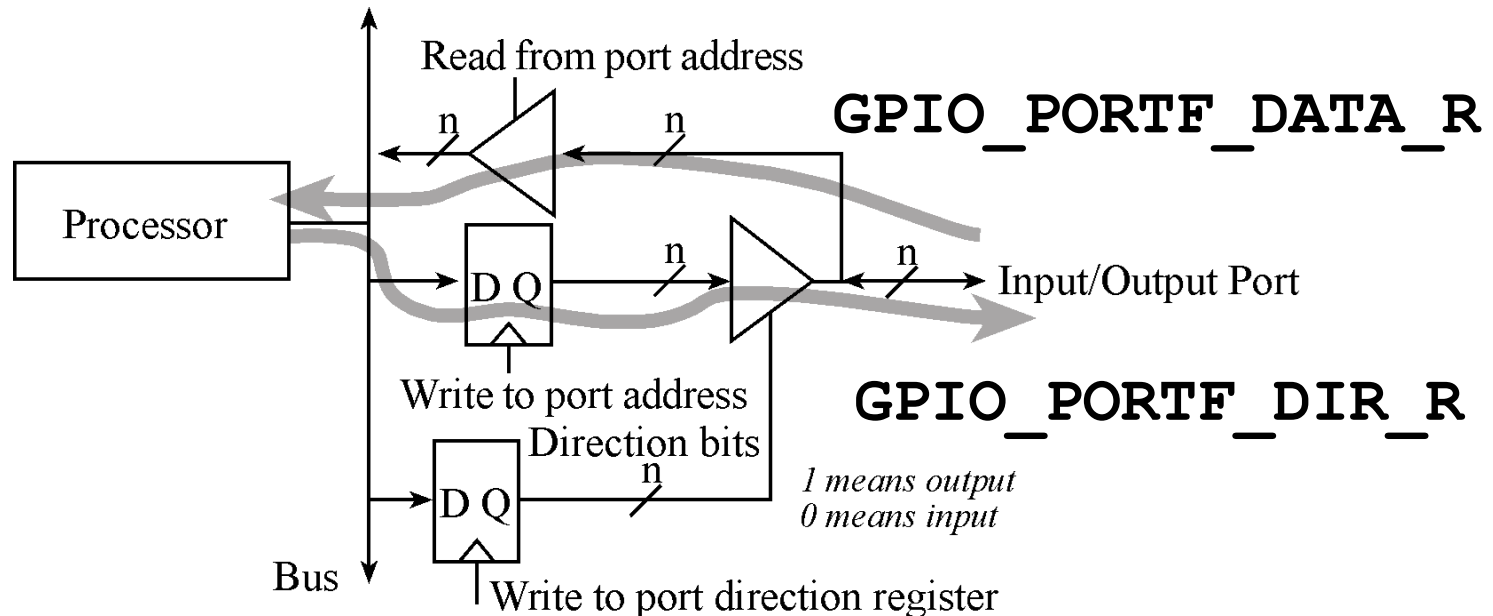 Read from port address
GPIO_PORTF_DATA_R
n
n
Processor
n
n
D Q
Input/Output Port
Write to port address
GPIO_PORTF_DIR_R
Direction bits
n
1 means output
0 means input
D Q
Bus
Write to port direction register